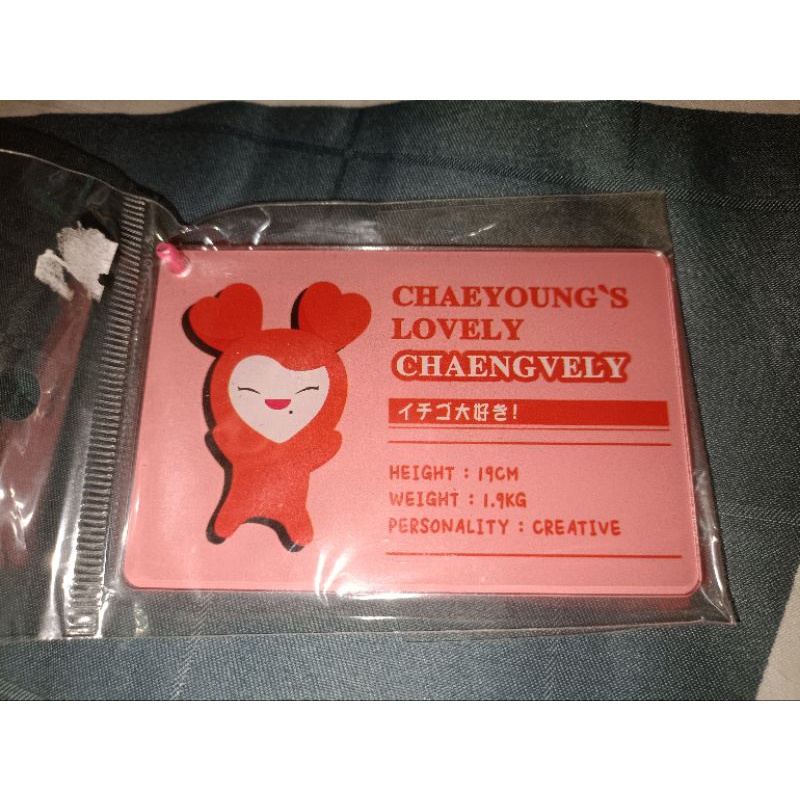 CHAEYOUNG`S
LOVELY
CHAENGVELY
イチゴ大好き!
HEIGHT : 19CM
WEIGHT : 1.9KG
PERSONALITY : CREATIVE